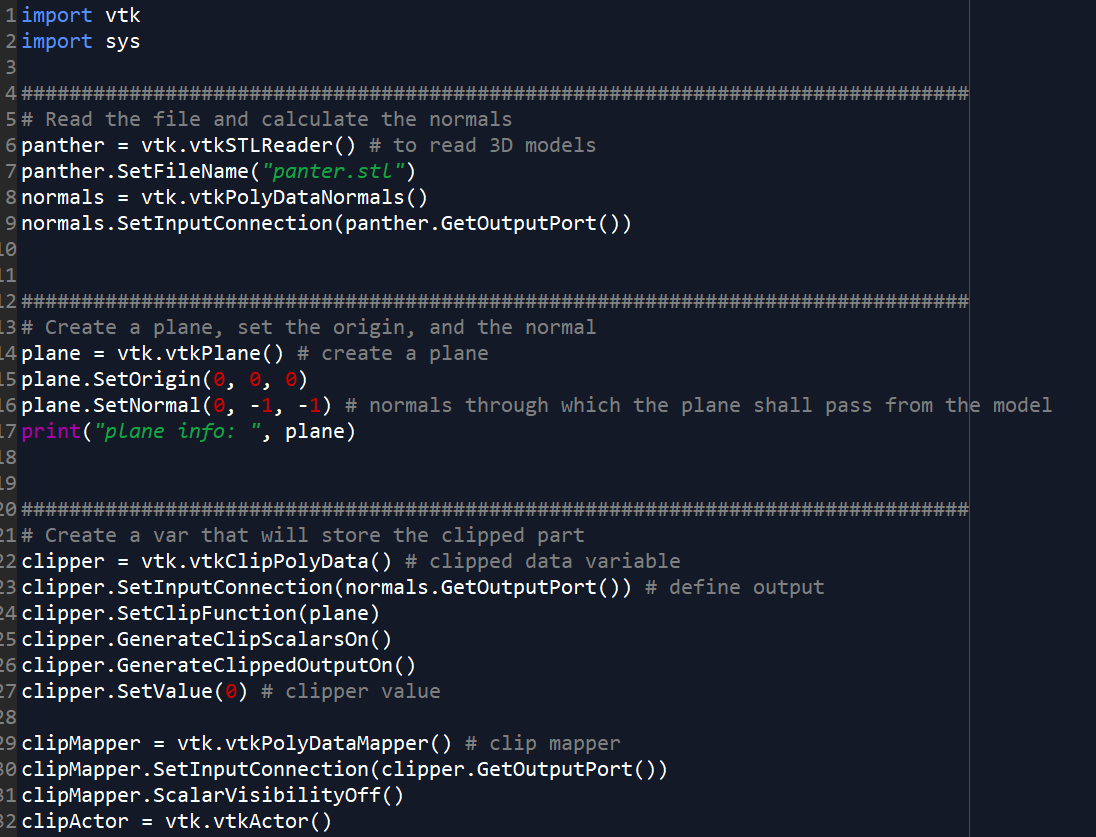 1 import vtk
2 import sys
3
4 ###############################################################################
5 # Read the file and calculate the normals
6 panther = vtk.vtkSTLReader() # to read 3D models
7 panther.SetFileName("panter.stl")
8 normals = vtk.vtkPolyDataNormals()
9 normals.SetInputConnection(panther.GetOutputPort())
10
11
12 ###############################################################################
13 # Create a plane, set the origin, and the normal
14 plane = vtk.vtkPlane() # create a plane
15 plane.SetOrigin(0, 0, 0)
16 plane.SetNormal(0, -1, -1) # normals through which the plane shall pass from the model
17 print("plane info: ", plane)
18
19
20 ###############################################################################
21 # Create a var that will store the clipped part
22 clipper = vtk.vtkClipPolyData() # clipped data variable
23 clipper.SetInputConnection(normals.GetOutputPort()) # define output
24 clipper.SetClipFunction(plane)
25 clipper.GenerateClipScalarsOn()
26 clipper.GenerateClippedOutputOn()
27 clipper.SetValue(0) # clipper value
28
29 clipMapper = vtk.vtkPolyDataMapper() # clip mapper
30 clipMapper.SetInputConnection(clipper.GetOutputPort())
31 clipMapper.ScalarVisibilityOff()
32 clipActor = vtk.vtkActor()